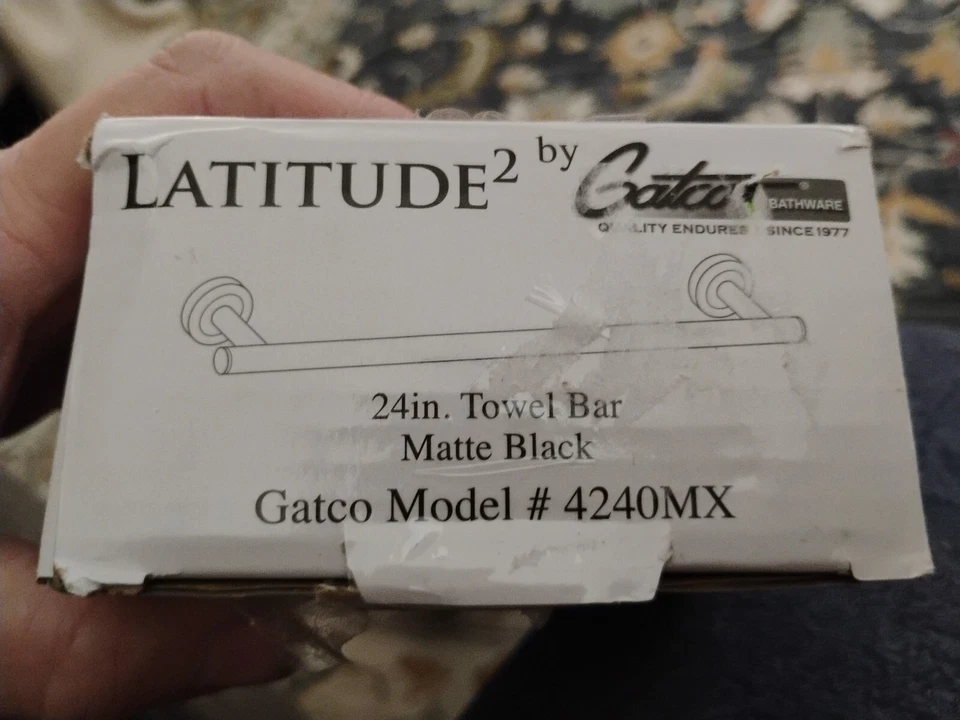 LATITUDE² by Gatco BATHWARE
QUALITY ENDURES SINCE 1977
24in. Towel Bar
Matte Black
Gatco Model # 4240MX